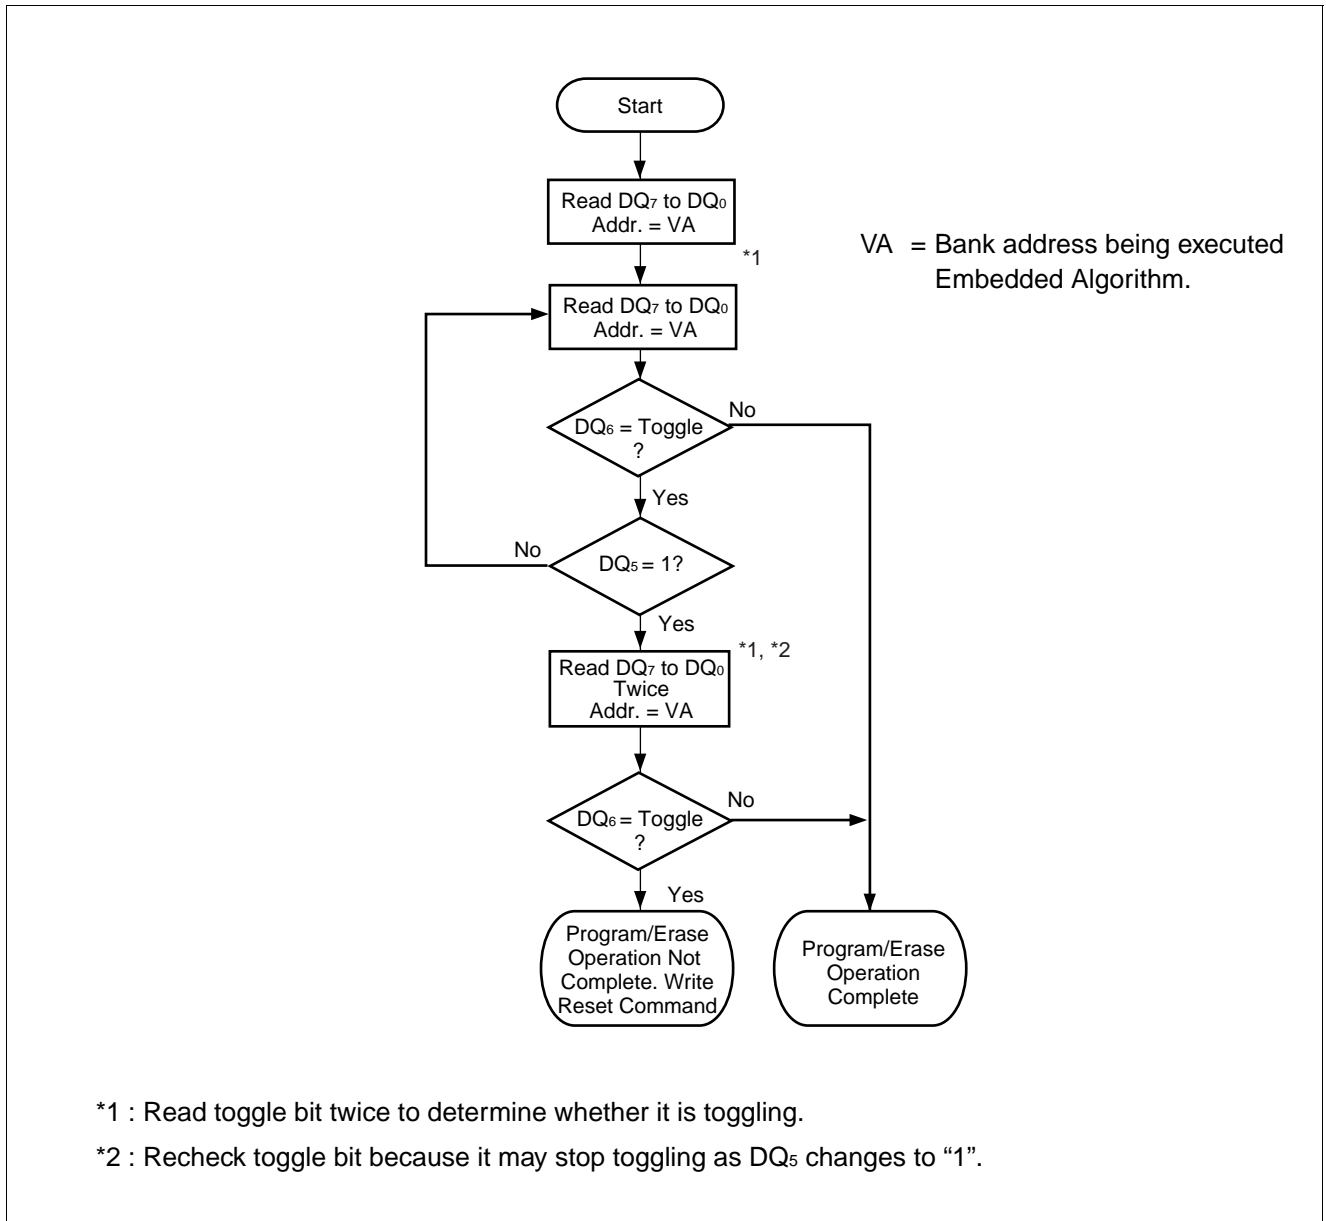 Start
Read DQ7 to DQ0
Addr. = VA
*1
VA = Bank address being executed
Embedded Algorithm.
Read DQ7 to DQ0
Addr. = VA
DQ6 = Toggle
?
No
Yes
DQ5 = 1?
No
Yes
*1, *2
Read DQ7 to DQ0
Twice
Addr. = VA
DQ6 = Toggle
?
No
Yes
Program/Erase
Operation Not
Complete. Write
Reset Command
Program/Erase
Operation
Complete
*1 : Read toggle bit twice to determine whether it is toggling.
*2 : Recheck toggle bit because it may stop toggling as DQ5 changes to “1”.